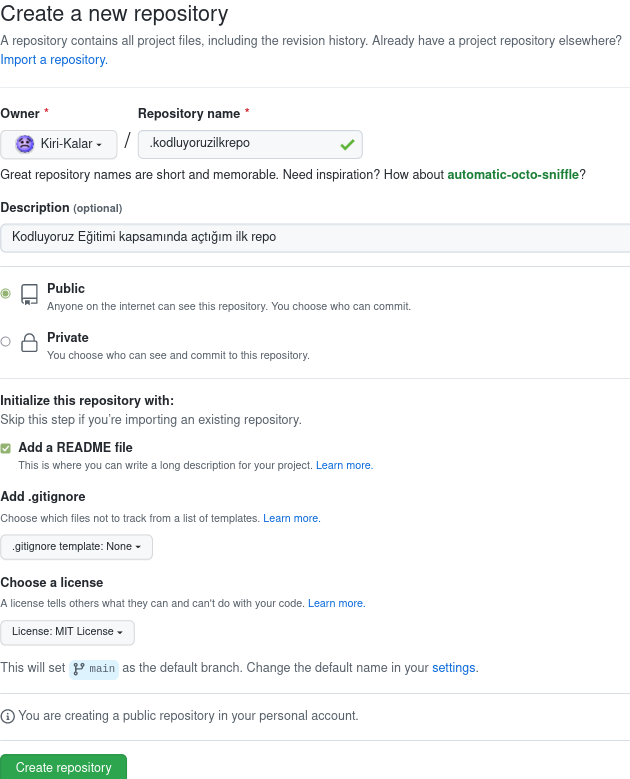 Create a new repository
A repository contains all project files, including the revision history. Already have a project repository elsewhere?
Import a repository.
Owner * Repository name *
Kiri-Kalar / .kodluyoruzilkrepo
Great repository names are short and memorable. Need inspiration? How about automatic-octo-sniffle?
Description (optional)
Kodluyoruz Eğitimi kapsamında açtığım ilk repo
Public
Anyone on the internet can see this repository. You choose who can commit.
Private
You choose who can see and commit to this repository.
Initialize this repository with:
Skip this step if you're importing an existing repository.
Add a README file
This is where you can write a long description for your project. Learn more.
Add .gitignore
Choose which files not to track from a list of templates. Learn more.
.gitignore template: None
Choose a license
A license tells others what they can and can't do with your code. Learn more.
License: MIT License
This will set main as the default branch. Change the default name in your settings.
You are creating a public repository in your personal account.
Create repository